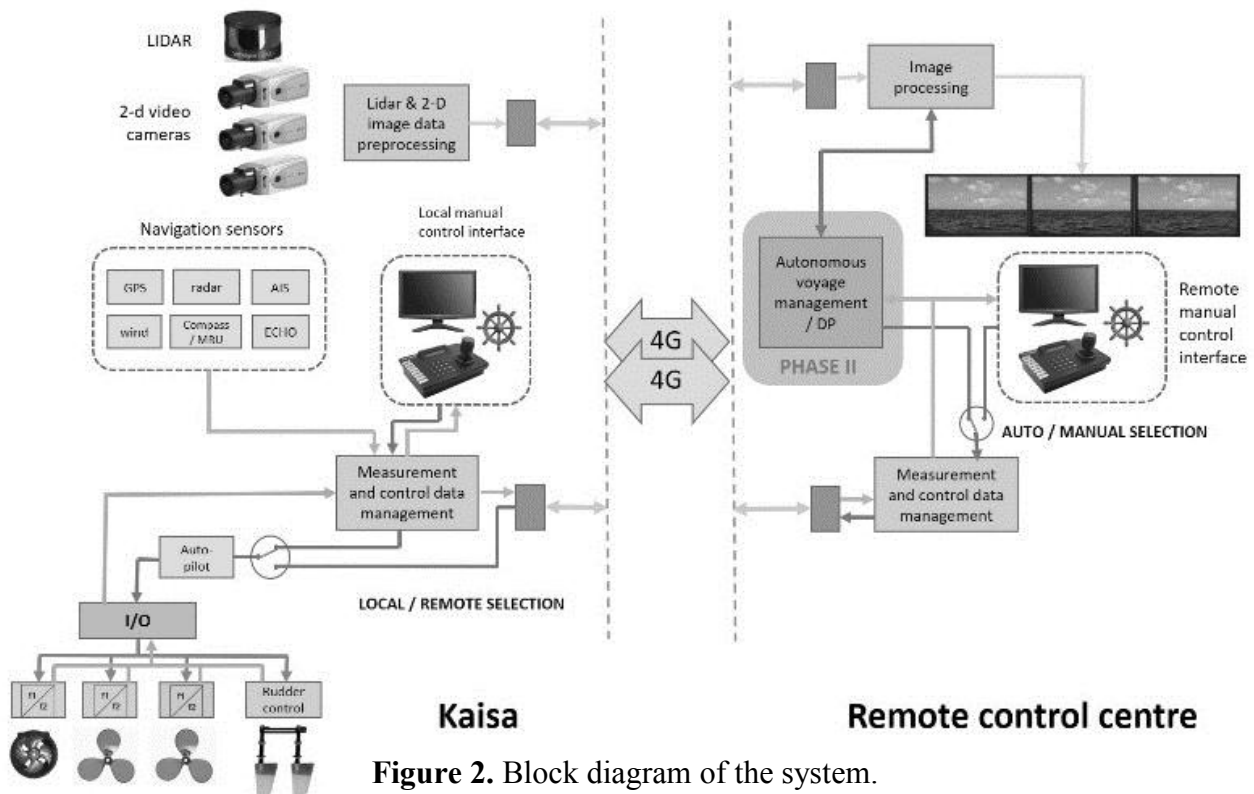 LIDAR
2-d video
cameras
Lidar & 2-D
image data
preprocessing
Navigation sensors
GPS
radar
AIS
wind
Compass
/ MRU
ECHO
Local manual
control interface
Measurement
and control data
management
Auto-
pilot
LOCAL / REMOTE SELECTION
I/O
f1
f2
f1
f2
f1
f2
Rudder
control
Kaisa
4G
4G
Image
processing
Autonomous
voyage
management
/ DP
PHASE II
Remote
manual
control
interface
AUTO / MANUAL SELECTION
Measurement
and control data
management
Remote control centre
Figure 2. Block diagram of the system.